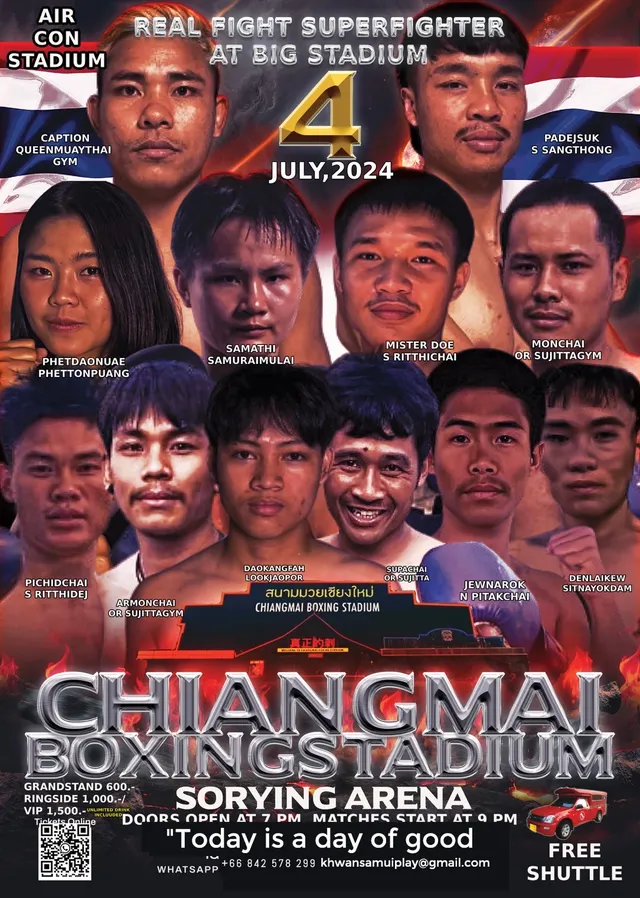 AIR
CON
STADIUM
REAL FIGHT SUPERFIGHTER
AT BIG STADIUM
4
JULY,2024
CAPTION
QUEENMUAYTHAI
GYM
PADEJSUK
S SANGTHONG
PHETDAONUAE
PHETTONPUANG
SAMATHI
SAMURAIMULAI
MISTER DOE
S RITTHICHAI
MONCHAI
OR SUJITTAGYM
PICHIDCHAI
S RITTHIDEJ
ARMONCHAI
OR SUJITTAGYM
DAOKANGFAH
LOOKJAOPOR
SUPACHAI
OR SUJITTA
JEWNAROK
N PITAKCHAI
DENLAIKEW
SITNAYOKDAM
สนามมวยเชียงใหม่
CHIANGMAI BOXING STADIUM
CHIANGMAI
BOXINGSTADIUM
GRANDSTAND 600.-
RINGSIDE 1,000.-/
VIP 1,500.-
UNLIMITED DRINK
INCLUUDED
Tickets Online
SORYING ARENA
DOORS OPEN AT 7 PM, MATCHES START AT 9 PM
"Today is a day of good
WHATSAPP +66 842 578 299 khwansamuiplay@gmail.com
FREE
SHUTTLE